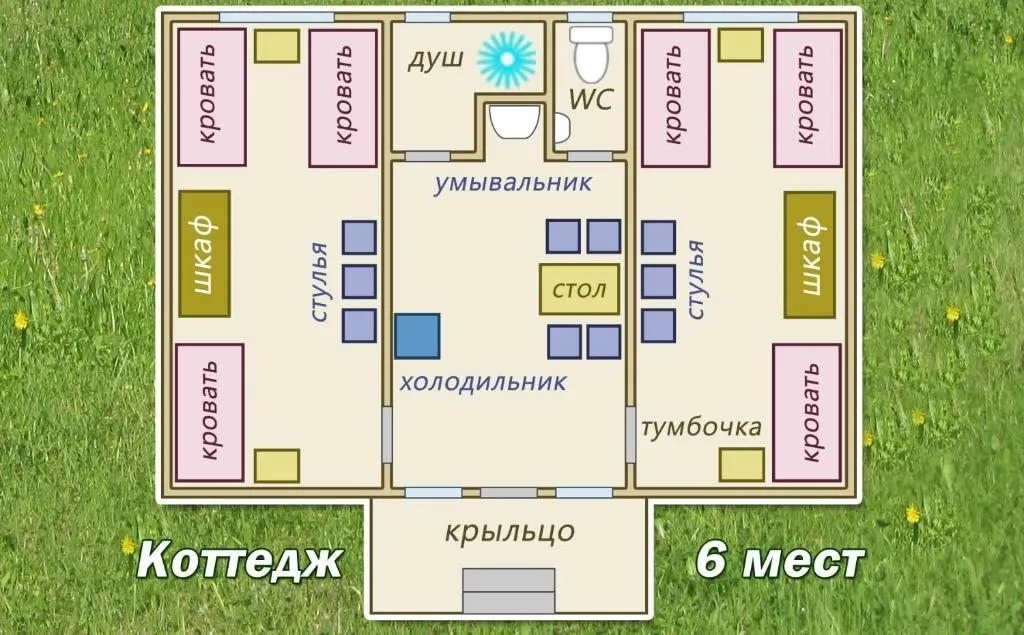 кровать
кровать
душ
WC
кровать
кровать
умывальник
шкаф
стулья
стол
стулья
шкаф
холодильник
кровать
тумбочка
кровать
крыльцо
Коттедж
6 мест